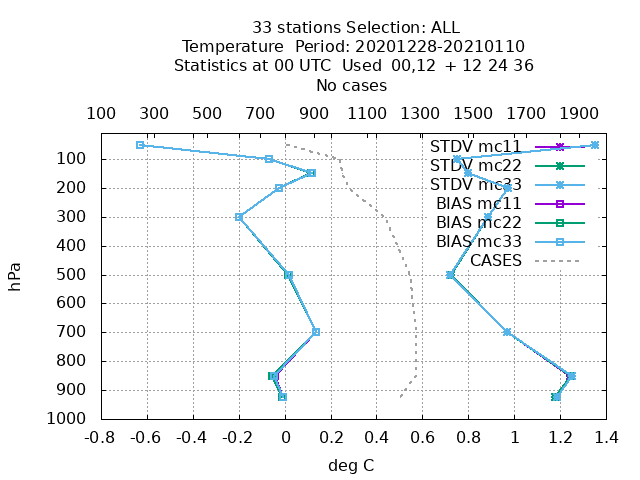 33 stations Selection: ALL
Temperature  Period: 20201228-20210110
Statistics at 00 UTC  Used  00,12  + 12 24 36
No cases
100 300 500 700 900 1100 1300 1500 1700 1900
STDV mc11
STDV mc22
STDV mc33
BIAS mc11
BIAS mc22
BIAS mc33
CASES
100
200
300
400
500
600
700
800
900
1000
hPa
-0.8 -0.6 -0.4 -0.2 0 0.2 0.4 0.6 0.8 1 1.2 1.4
deg C